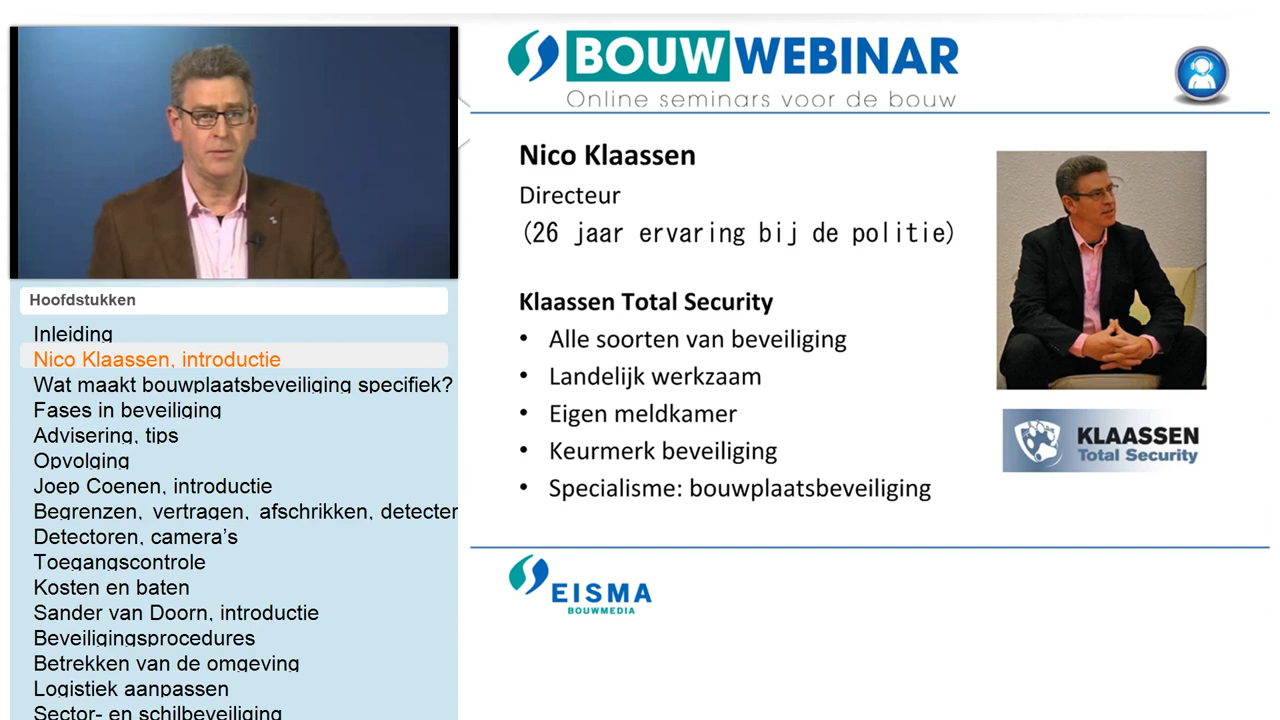 BOUW WEBINAR
Online seminars voor de bouw
Nico Klaassen
Directeur
(26 jaar ervaring bij de politie)
Klaassen Total Security
• Alle soorten van beveiliging
• Landelijk werkzaam
• Eigen meldkamer
• Keurmerk beveiliging
• Specialisme: bouwplaatsbeveiliging
KLAASSEN
Total Security
EISMA
BOUWMEDIA
Hoofdstukken
Inleiding
Nico Klaassen, introductie
Wat maakt bouwplaatsbeveiliging specifiek?
Fases in beveiliging
Advisering, tips
Opvolging
Joep Coenen, introductie
Begrenzen, vertragen, afschrikken, detecter
Detectoren, camera's
Toegangscontrole
Kosten en baten
Sander van Doorn, introductie
Beveiligingsprocedures
Betrekken van de omgeving
Logistiek aanpassen
Sector- en schilbeveiliging